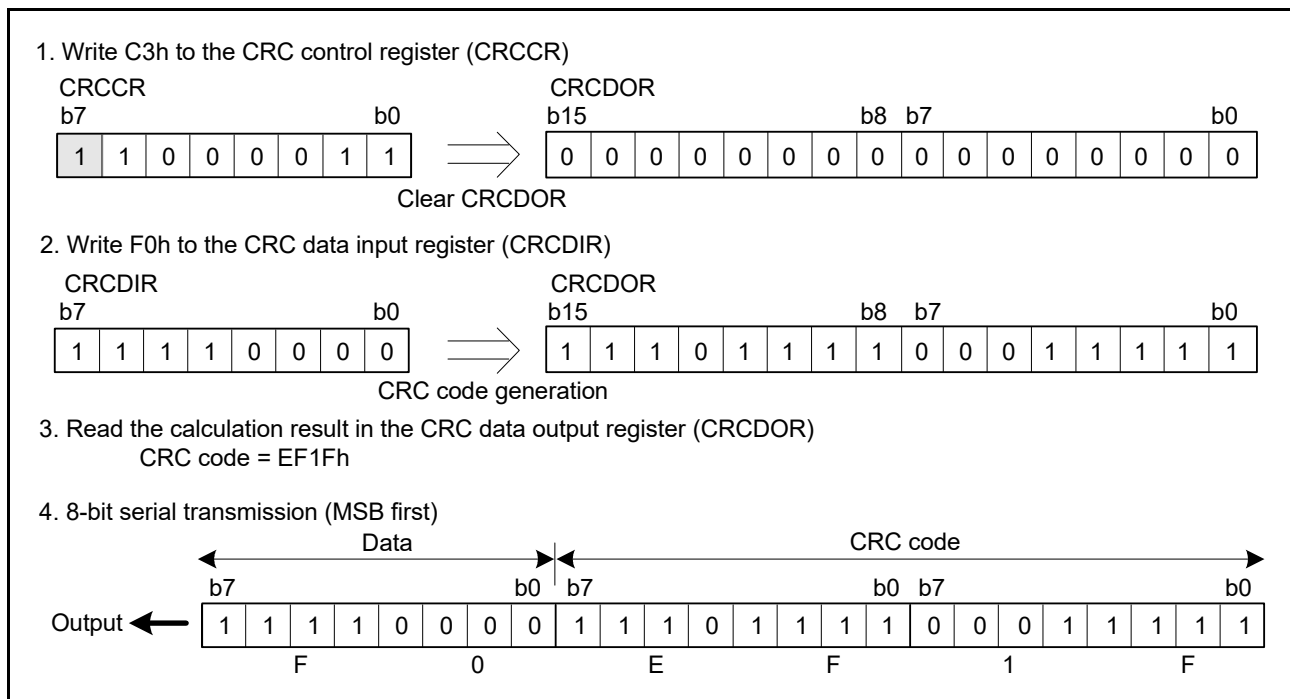 1. Write C3h to the CRC control register (CRCCR)
CRCCR CRCDOR
b7 b0 b15 b8 b7 b0
1 1 0 0 0 0 1 1 0 0 0 0 0 0 0 0 0 0 0 0 0 0 0 0
Clear CRCDOR
2. Write F0h to the CRC data input register (CRCDIR)
CRCDIR CRCDOR
b7 b0 b15 b8 b7 b0
1 1 1 1 0 0 0 0 1 1 1 0 1 1 1 1 0 0 0 1 1 1 1 1
CRC code generation
3. Read the calculation result in the CRC data output register (CRCDOR)
CRC code = EF1Fh
4. 8-bit serial transmission (MSB first)
Data CRC code
b7 b0 b7 b0 b7 b0
Output 1 1 1 1 0 0 0 0 1 1 1 0 1 1 1 1 0 0 0 1 1 1 1 1
F 0 E F 1 F